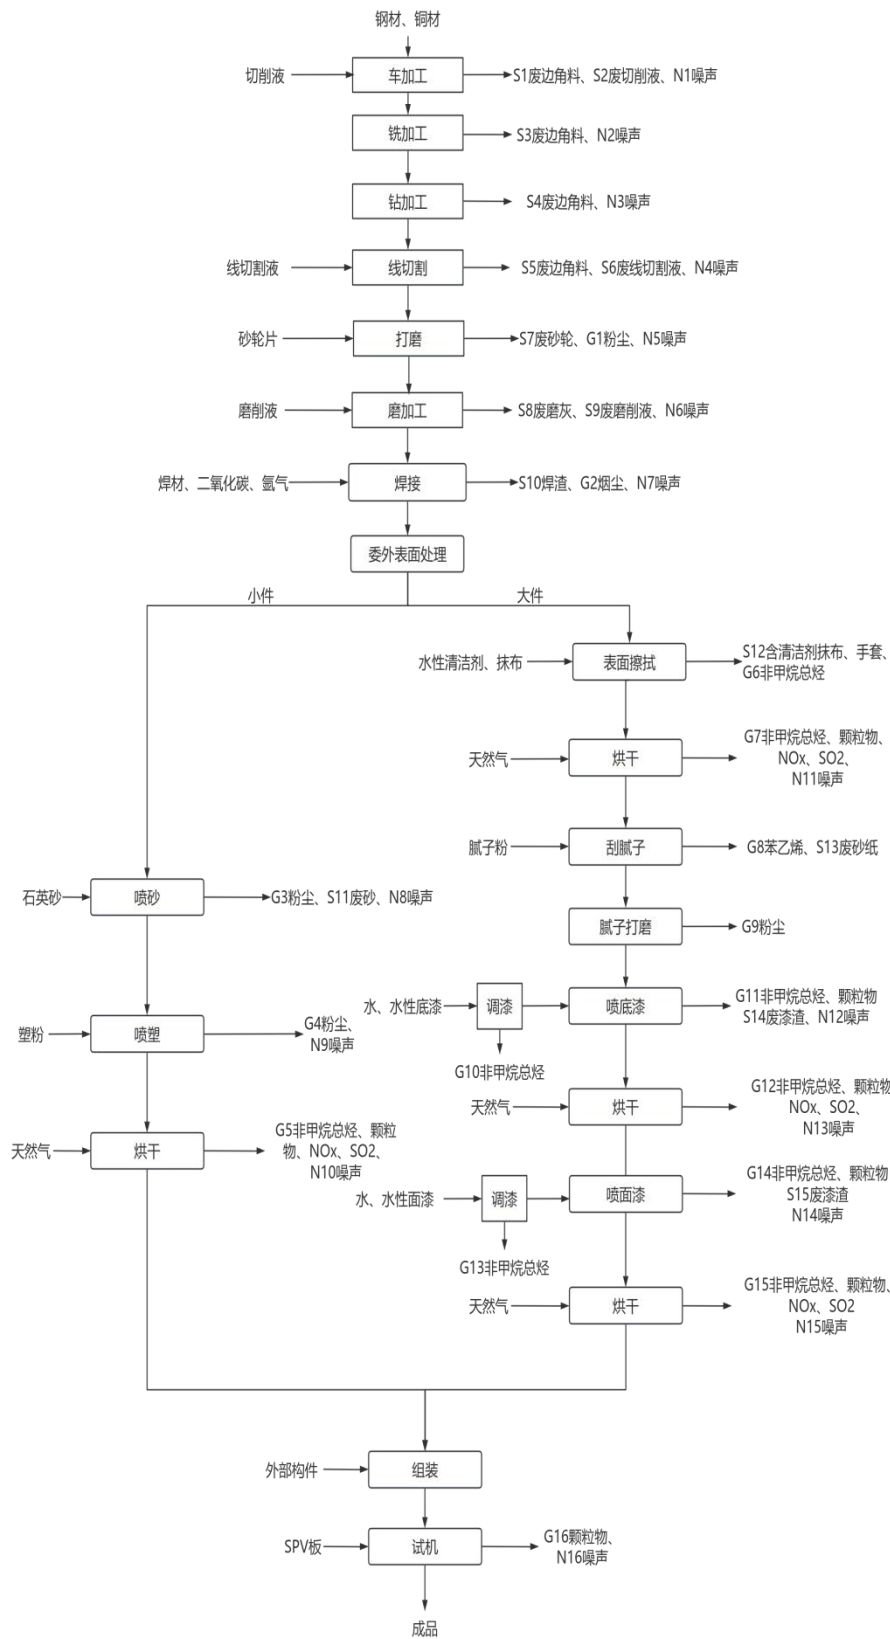 钢材、铜材
切削液
车加工
S1废边角料、S2废切削液、N1噪声
铣加工
S3废边角料、N2噪声
钻加工
S4废边角料、N3噪声
线切割液
线切割
S5废边角料、S6废线切割液、N4噪声
砂轮片
打磨
S7废砂轮、G1粉尘、N5噪声
磨削液
磨加工
S8废磨灰、S9废磨削液、N6噪声
焊材、二氧化碳、氩气
焊接
S10焊渣、G2烟尘、N7噪声
委外表面处理
小件
大件
水性清洁剂、抹布
表面擦拭
S12含清洁剂抹布、手套、
G6非甲烷总烃
天然气
烘干
G7非甲烷总烃、颗粒物、
NOx、SO2、
N11噪声
腻子粉
刮腻子
G8苯乙烯、S13废砂纸
石英砂
喷砂
G3粉尘、S11废砂、N8噪声
腻子打磨
G9粉尘
水、水性底漆
调漆
喷底漆
G11非甲烷总烃、颗粒物
S14废漆渣、N12噪声
G10非甲烷总烃
塑粉
喷塑
G4粉尘、
N9噪声
天然气
烘干
G12非甲烷总烃、颗粒物
NOx、SO2、
N13噪声
天然气
烘干
G5非甲烷总烃、颗粒
物、NOx、SO2、
N10噪声
水、水性面漆
调漆
喷面漆
G14非甲烷总烃、颗粒物
S15废漆渣
N14噪声
G13非甲烷总烃
天然气
烘干
G15非甲烷总烃、颗粒物、
NOx、SO2
N15噪声
外部构件
组装
SPV板
试机
G16颗粒物、
N16噪声
成品